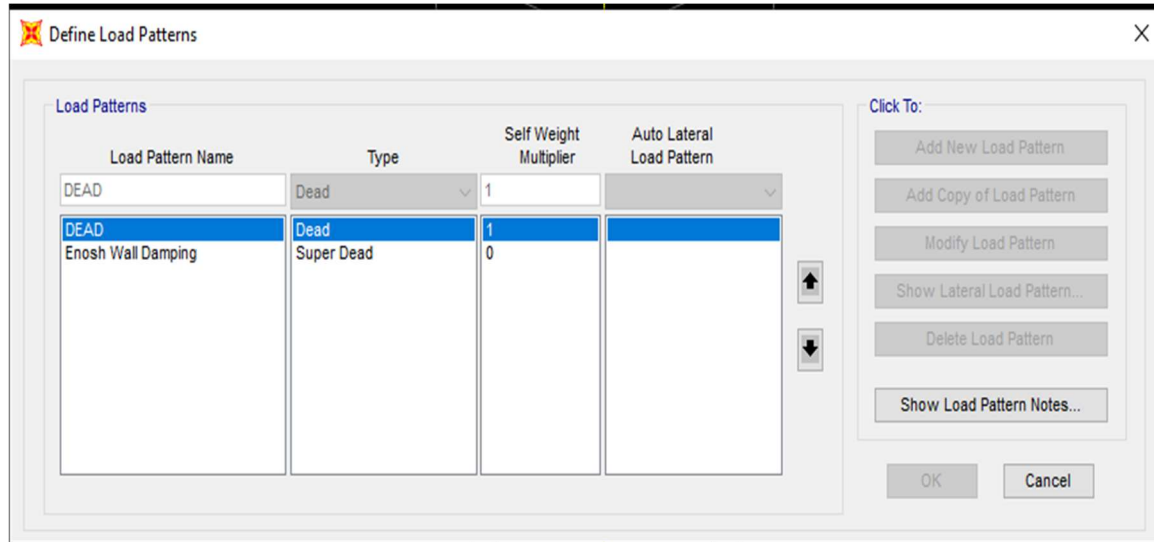 Define Load Patterns
Load Patterns
Click To:
Load Pattern Name Type Self Weight Multiplier Auto Lateral Load Pattern
DEAD Dead 1
DEAD Dead 1
Enosh Wall Damping Super Dead 0
Add New Load Pattern
Add Copy of Load Pattern
Modify Load Pattern
Show Lateral Load Pattern...
Delete Load Pattern
Show Load Pattern Notes...
OK Cancel